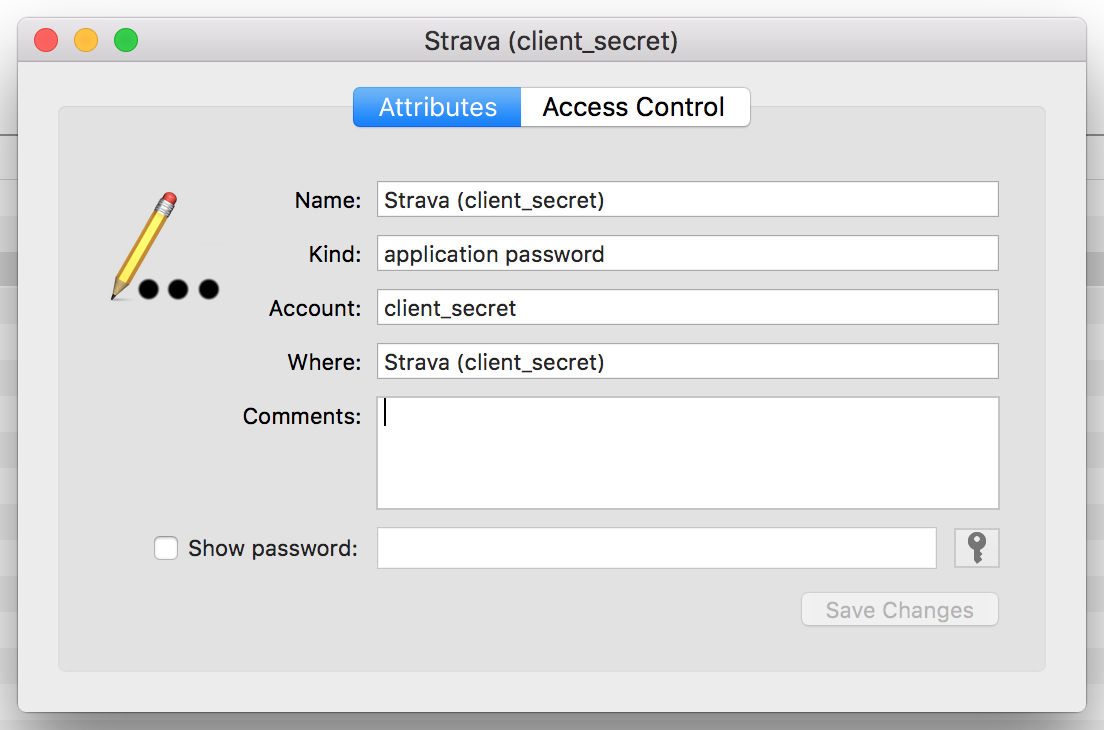 Strava (client_secret)
Attributes Access Control
Name: Strava (client_secret)
Kind: application password
Account: client_secret
Where: Strava (client_secret)
Comments:
Show password:
Save Changes